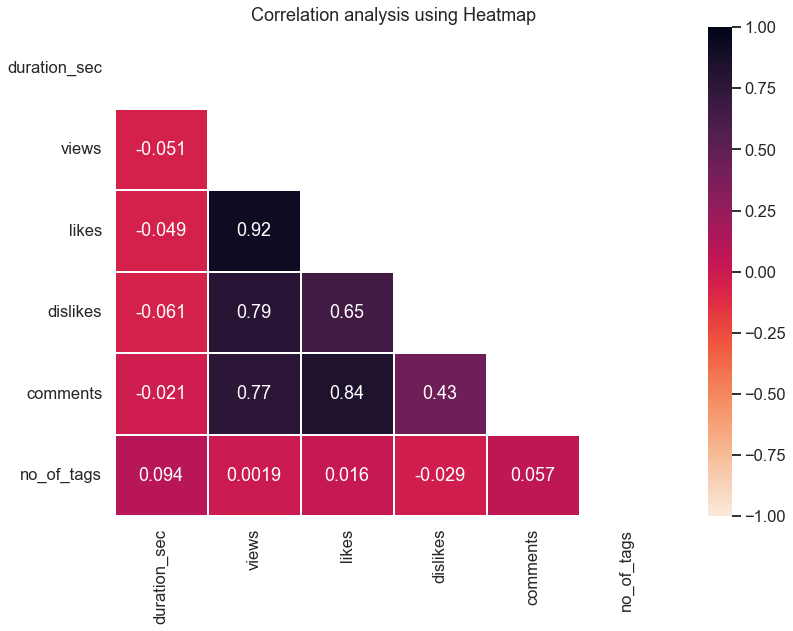 Correlation analysis using Heatmap
duration_sec
views
-0.051
likes
-0.049 0.92
dislikes
-0.061 0.79 0.65
comments
-0.021 0.77 0.84 0.43
no_of_tags
0.094 0.0019 0.016 -0.029 0.057
duration_sec
views
likes
dislikes
comments
no_of_tags
1.00
0.75
0.50
0.25
0.00
−0.25
−0.50
−0.75
−1.00